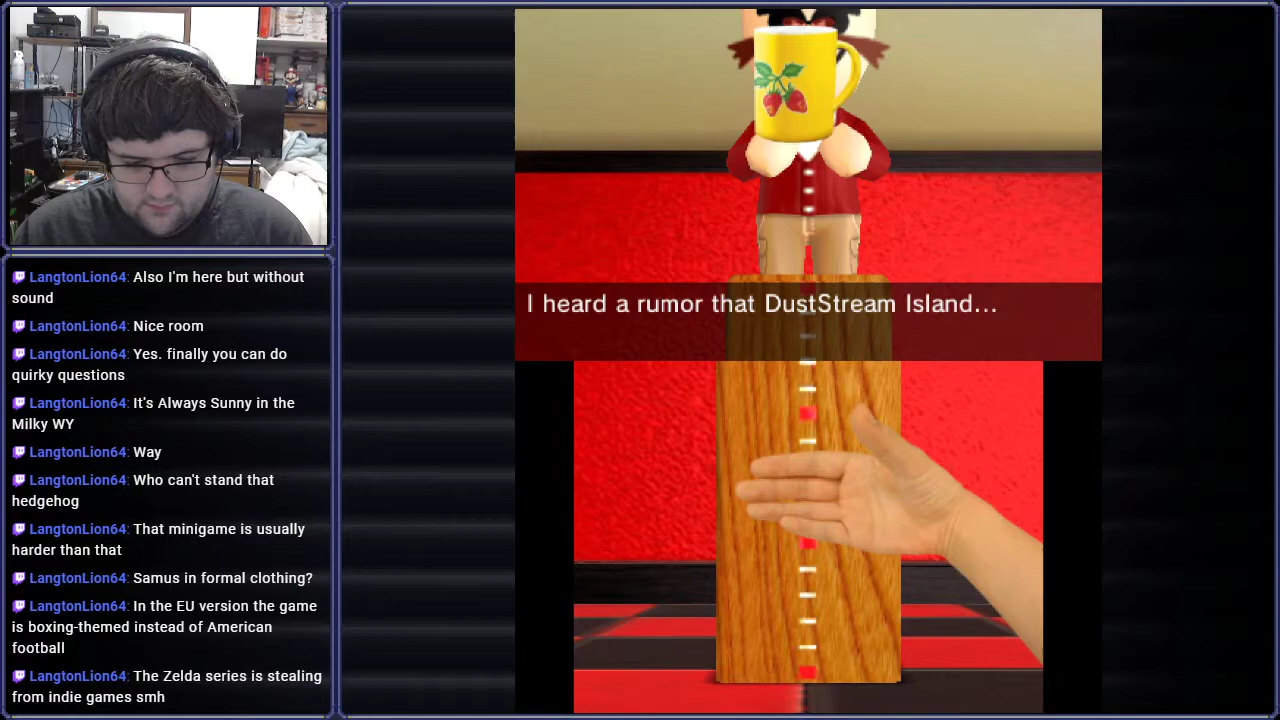 LangtonLion64: Also I'm here but without
sound
LangtonLion64: Nice room
LangtonLion64: Yes. finally you can do
quirky questions
LangtonLion64: It's Always Sunny in the
Milky WY
LangtonLion64: Way
LangtonLion64: Who can't stand that
hedgehog
LangtonLion64: That minigame is usually
harder than that
LangtonLion64: Samus in formal clothing?
LangtonLion64: In the EU version the game
is boxing-themed instead of American
football
LangtonLion64: The Zelda series is stealing
from indie games smh
I heard a rumor that DustStream Island...